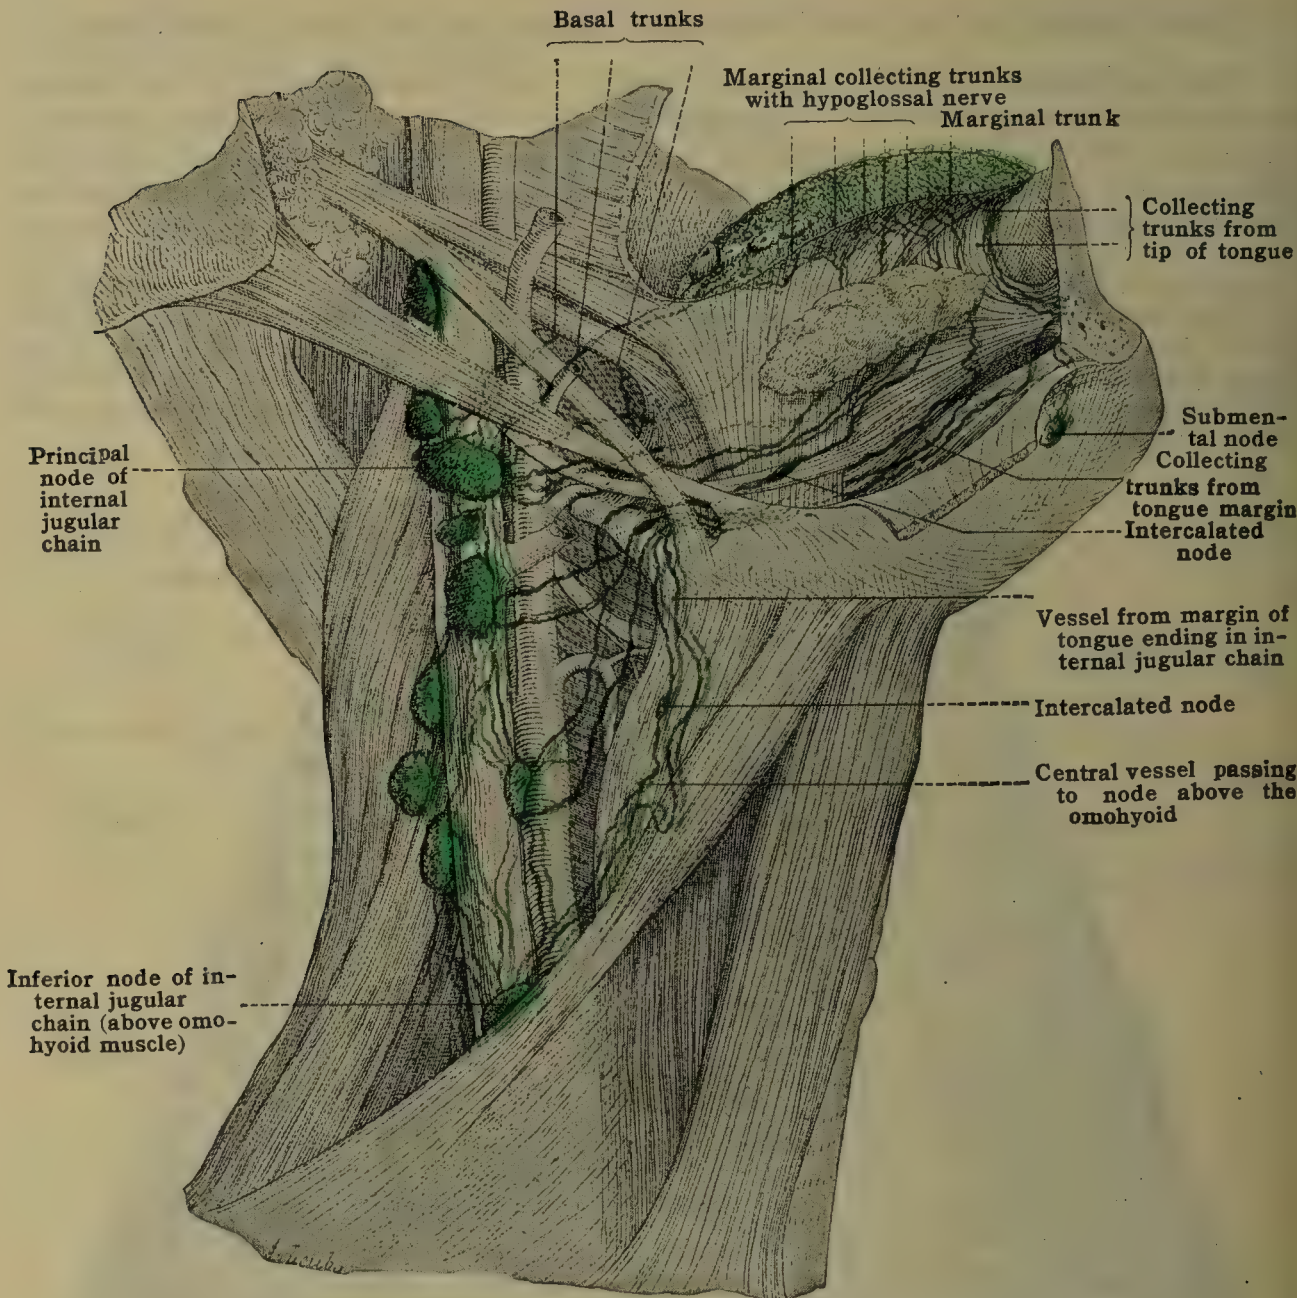 Basal trunks
Marginal collecting trunks
with hypoglossal nerve
Marginal trunk
Collecting
trunks from
tip of tongue
Submen-
tal node
Collecting
trunks from
tongue margin
Intercalated
node
Principal
node of
internal
jugular
chain
Vessel from margin of
tongue ending in in-
ternal jugular chain
Intercalated node
Central vessel passing
to node above the
omohyoid
Inferior node of in-
ternal jugular
chain (above omo-
hyoid muscle)